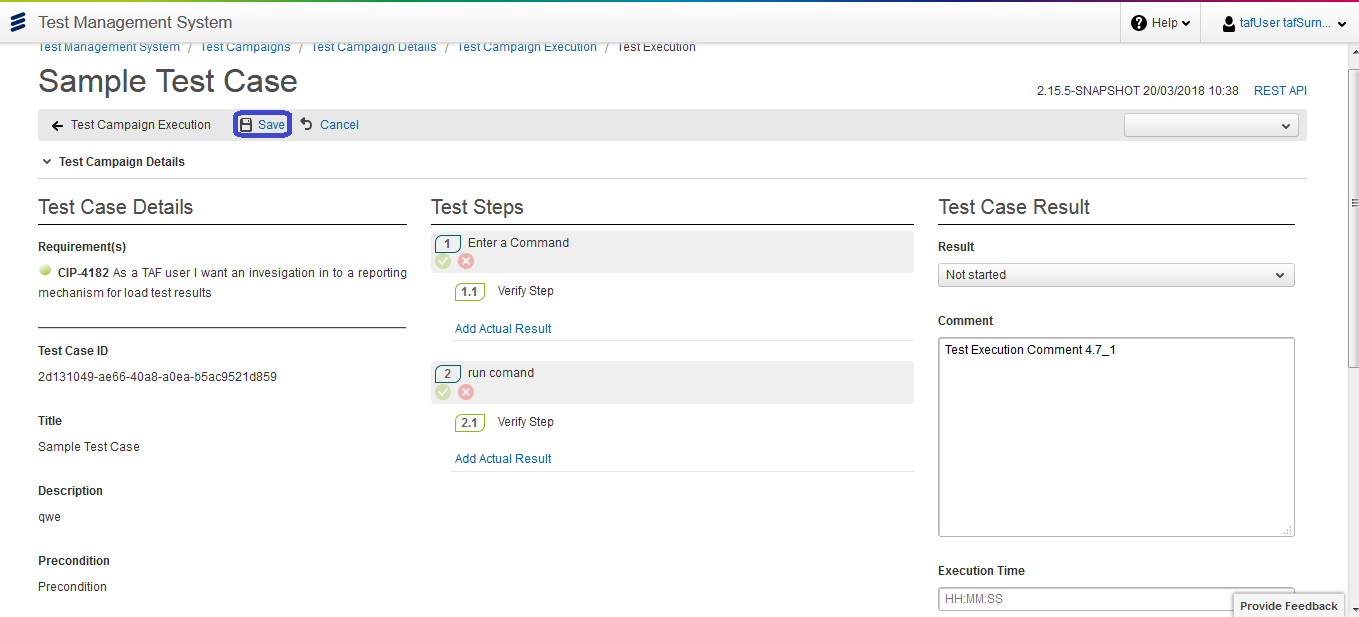 Test Management System
Help
tafUser tafSurn...
Test Management System / Test Campaigns / Test Campaign Details / Test Campaign Execution / Test Execution
Sample Test Case
2.15.5-SNAPSHOT 20/03/2018 10:38 REST API
Test Campaign Execution
Save
Cancel
Test Campaign Details
Test Case Details
Requirement(s)
CIP-4182 As a TAF user I want an invesigation in to a reporting
mechanism for load test results
Test Case ID
2d131049-ae66-40a8-a0ea-b5ac9521d859
Title
Sample Test Case
Description
qwe
Precondition
Precondition
Test Steps
1 Enter a Command
1.1 Verify Step
Add Actual Result
2 run comand
2.1 Verify Step
Add Actual Result
Test Case Result
Result
Not started
Comment
Test Execution Comment 4.7_1
Execution Time
HH:MM:SS
Provide Feedback